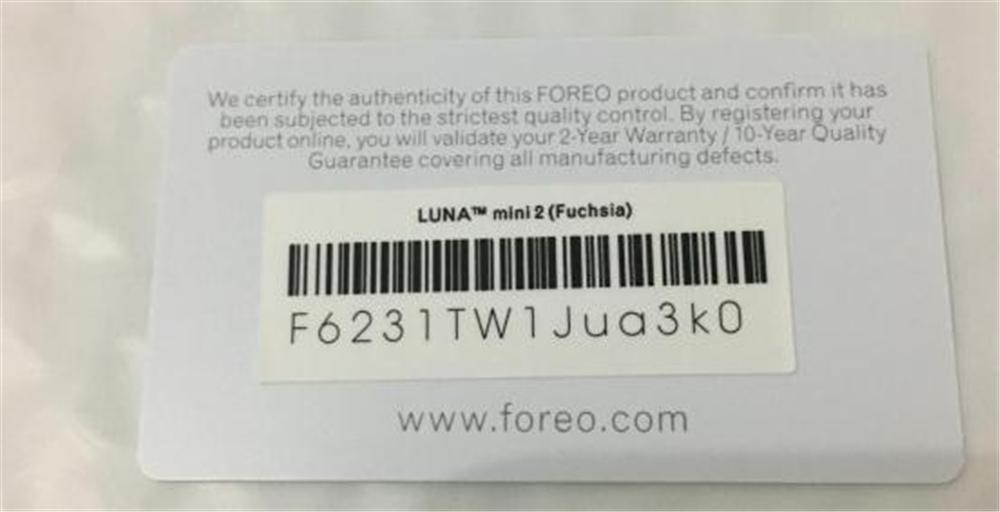 We certify the authenticity of this FOREO product and confirm it has
been subjected to the strictest quality control. By registering your
product online, you will validate your 2-Year Warranty / 10-Year Quality
Guarantee covering all manufacturing defects.
LUNA™ mini 2 (Fuchsia)
F6231TW1Jua3k0
www.foreo.com